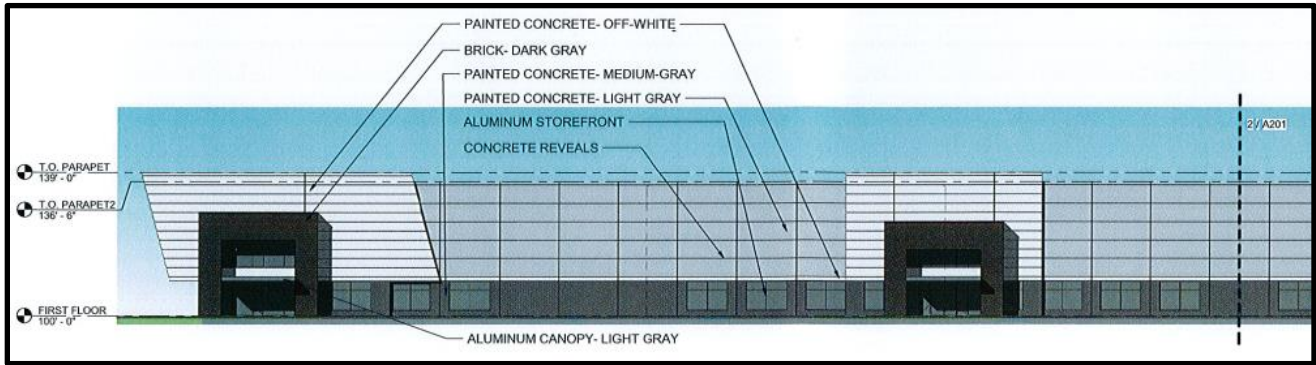 PAINTED CONCRETE- OFF-WHITE
BRICK- DARK GRAY
PAINTED CONCRETE- MEDIUM-GRAY
PAINTED CONCRETE- LIGHT GRAY
ALUMINUM STOREFRONT
CONCRETE REVEALS
2 / A201
T.O. PARAPET
139' - 0"
T.O. PARAPET2
136' - 6"
FIRST FLOOR
100' - 0"
ALUMINUM CANOPY- LIGHT GRAY